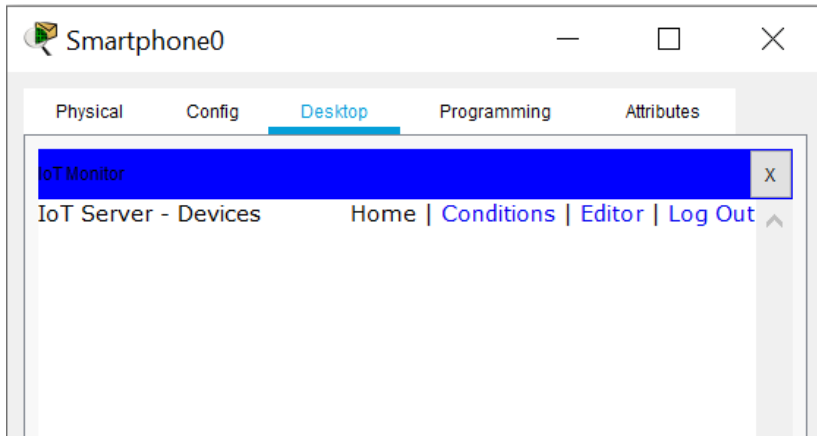 Smartphone0
Physical Config Desktop Programming Attributes
IoT Monitor X
IoT Server - Devices Home | Conditions | Editor | Log Out